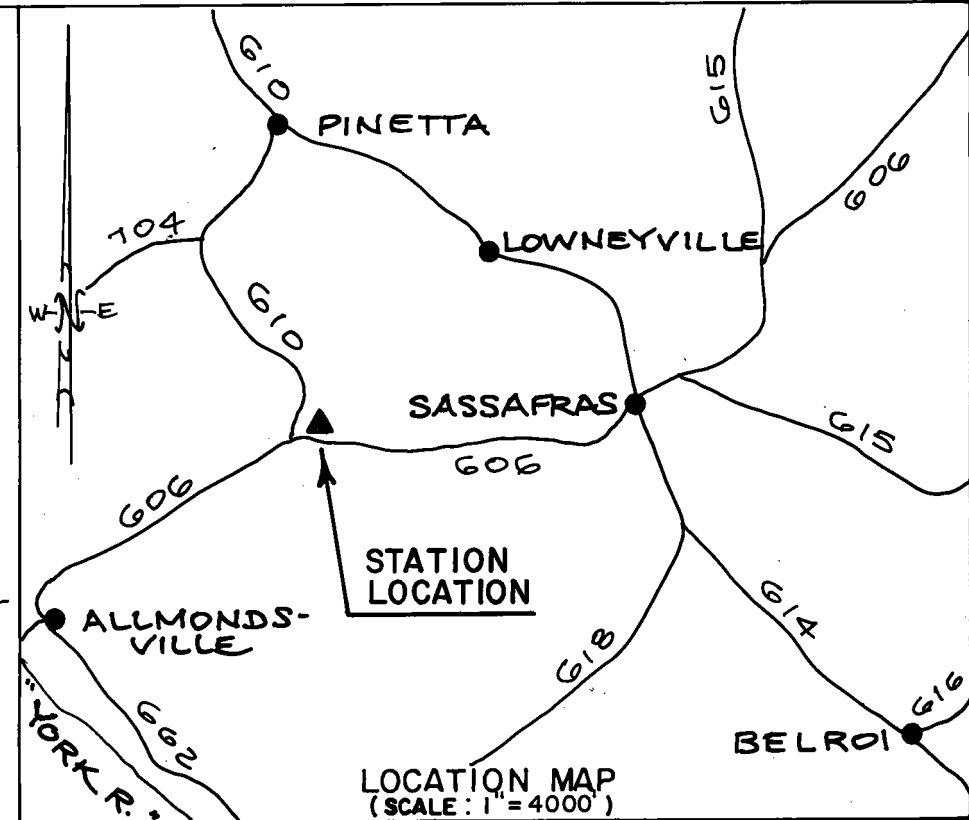 610
PINETTA
615
606
704
LOWNEYVILLE
W N E
610
SASSAFRAS
615
606
606
STATION
LOCATION
ALLMONDS-
VILLE
614
618
662
616
BELROI
"YORK R."
LOCATION MAP
(SCALE: 1"=4000')